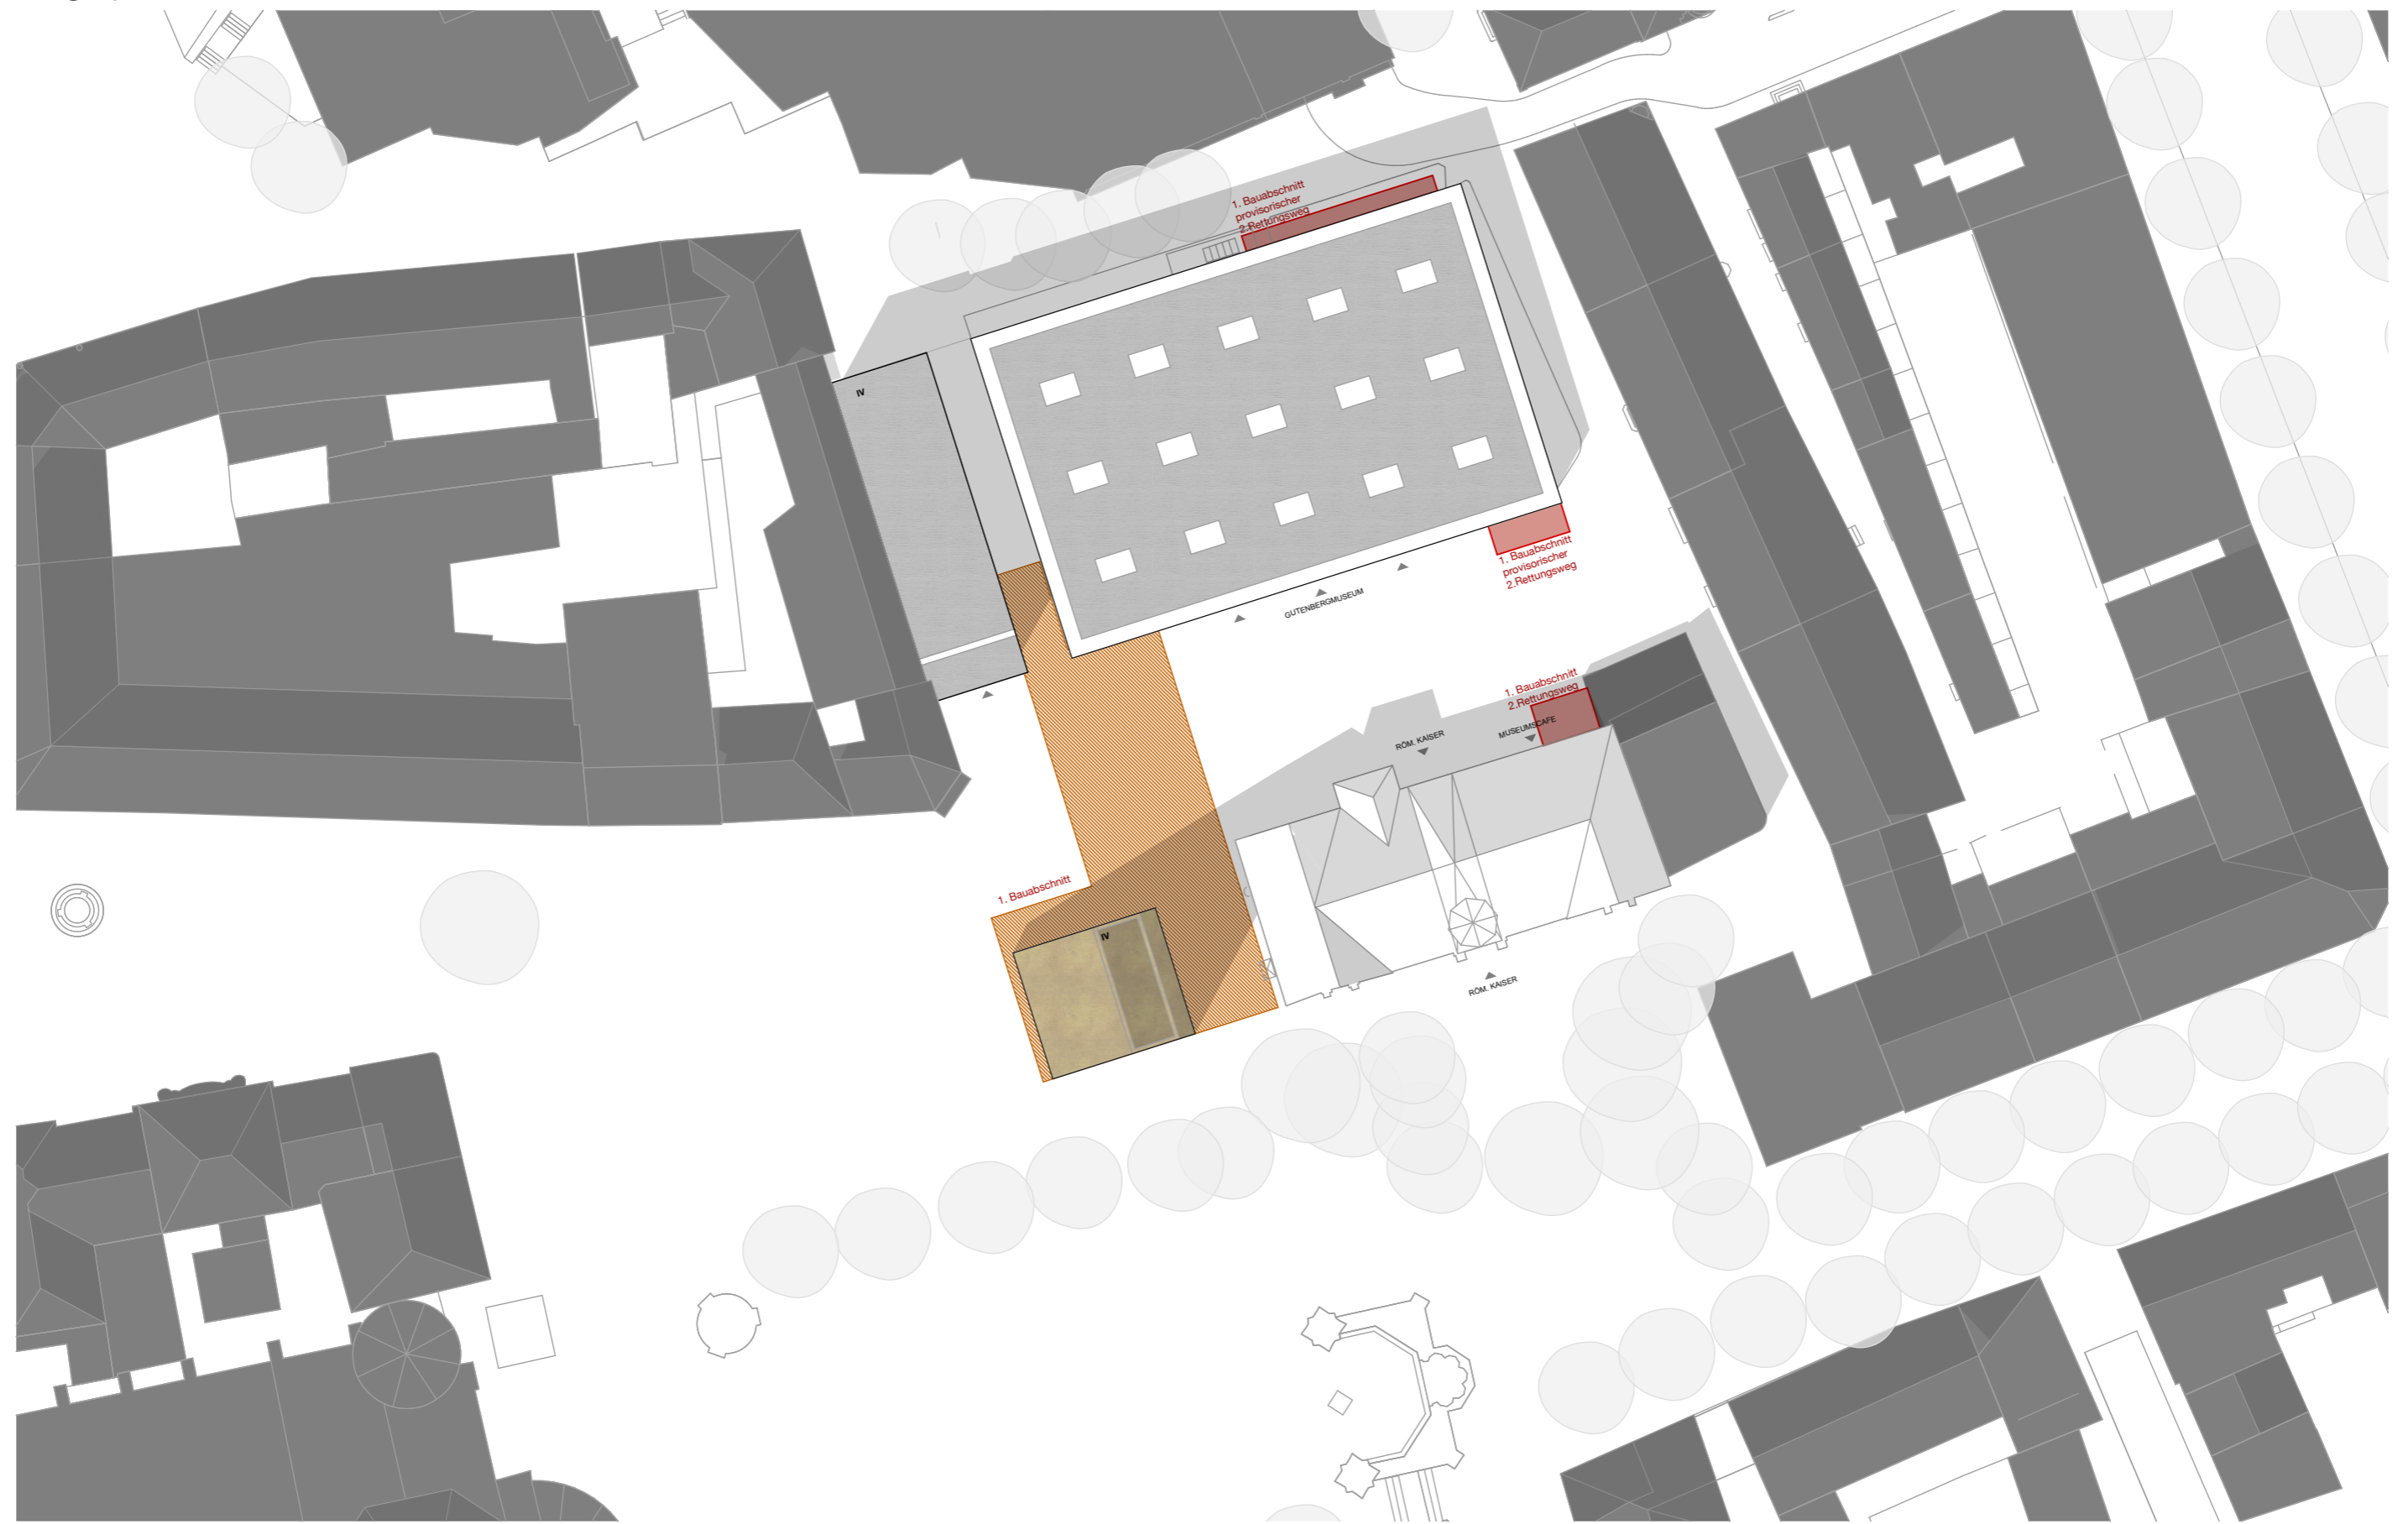 1. Bauabschnitt
provisorischer
2.Rettungsweg
IV
1. Bauabschnitt
provisorischer
2.Rettungsweg
GUTENBERGMUSEUM
1. Bauabschnitt
2.Rettungsweg
MUSEUMSCAFE
RÖM. KAISER
1. Bauabschnitt
IV
RÖM. KAISER